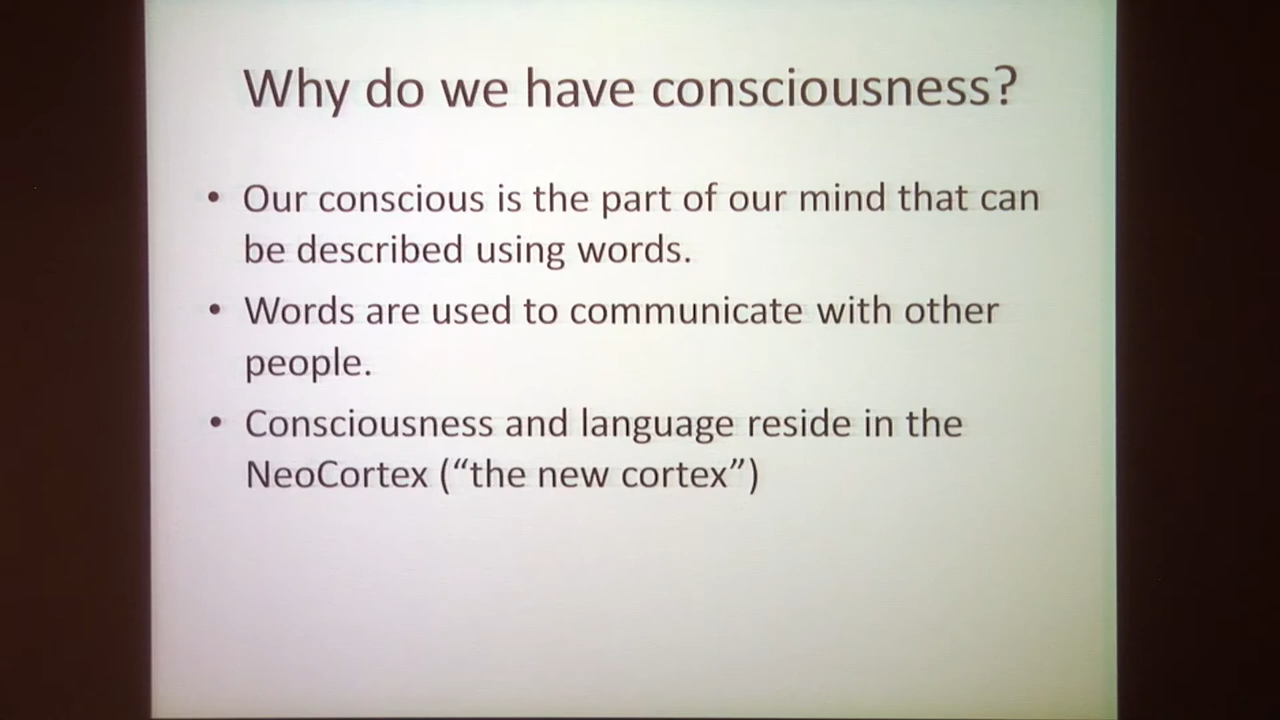 Why do we have consciousness?
• Our conscious is the part of our mind that can
be described using words.
• Words are used to communicate with other
people.
• Consciousness and language reside in the
NeoCortex (“the new cortex”)